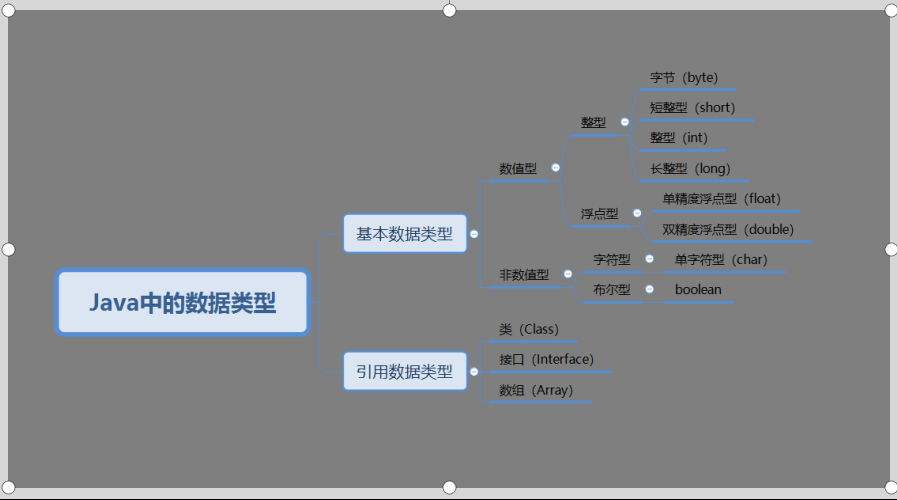 Java中的数据类型
基本数据类型
数值型
整型
字节（byte）
短整型（short）
整型（int）
长整型（long）
浮点型
单精度浮点型（float）
双精度浮点型（double）
非数值型
字符型
单字符型（char）
布尔型
boolean
引用数据类型
类（Class）
接口（Interface）
数组（Array）